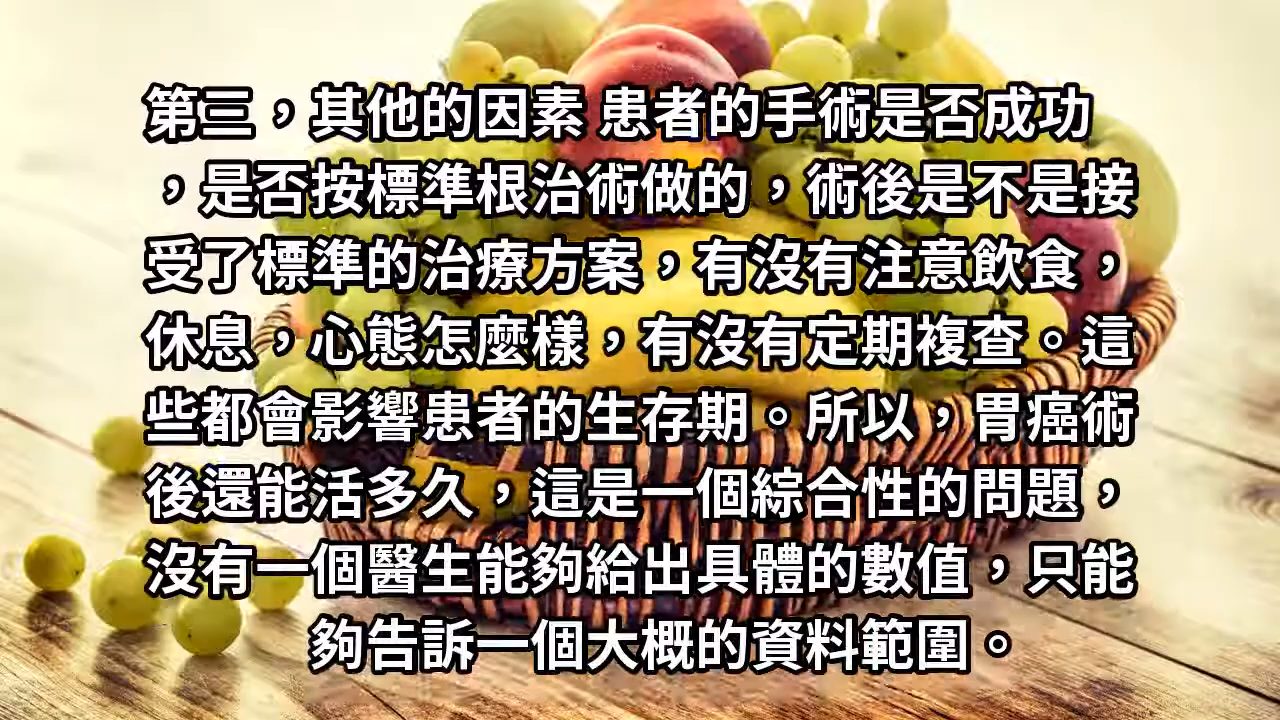 第三，其他的因素 患者的手術是否成功
，是否按標準根治術做的，術後是不是接
受了標準的治療方案，有沒有注意飲食，
休息，心態怎麼樣，有沒有定期複查。這
些都會影響患者的生存期。所以，胃癌術
後還能活多久，這是一個綜合性的問題，
沒有一個醫生能夠給出具體的數值，只能
夠告訴一個大概的資料範圍。